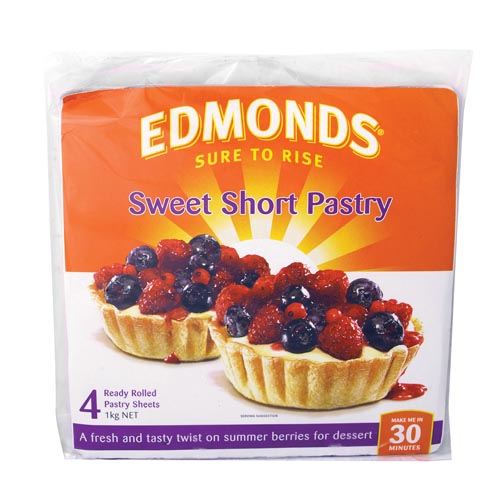 EDMONDS®
SURE TO RISE
Sweet Short Pastry
4 Ready Rolled
Pastry Sheets
1kg NET
SERVING SUGGESTION
A fresh and tasty twist on summer berries for dessert
MAKE ME IN
30
MINUTES